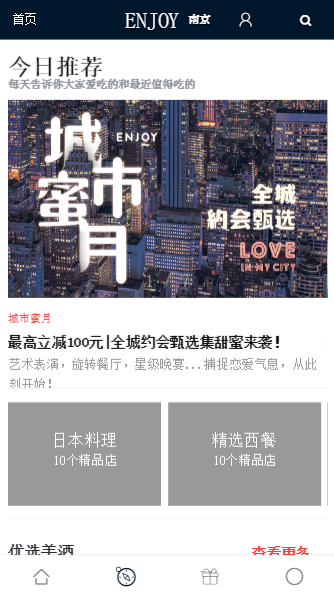 首页
ENJOY 南京
今日推荐
每天告诉你大家爱吃的和最近值得吃的
城市蜜月
ENJOY
全城
約会甄选
LOVE
IN MY CITY
城市蜜月
最高立减100元|全城约会甄选集甜蜜来袭!
艺术表演，旋转餐厅，星级晚宴...捕捉恋爱气息，从此
刻开始!
日本料理
10个精品店
精选西餐
10个精品店
优选美酒
查看更多